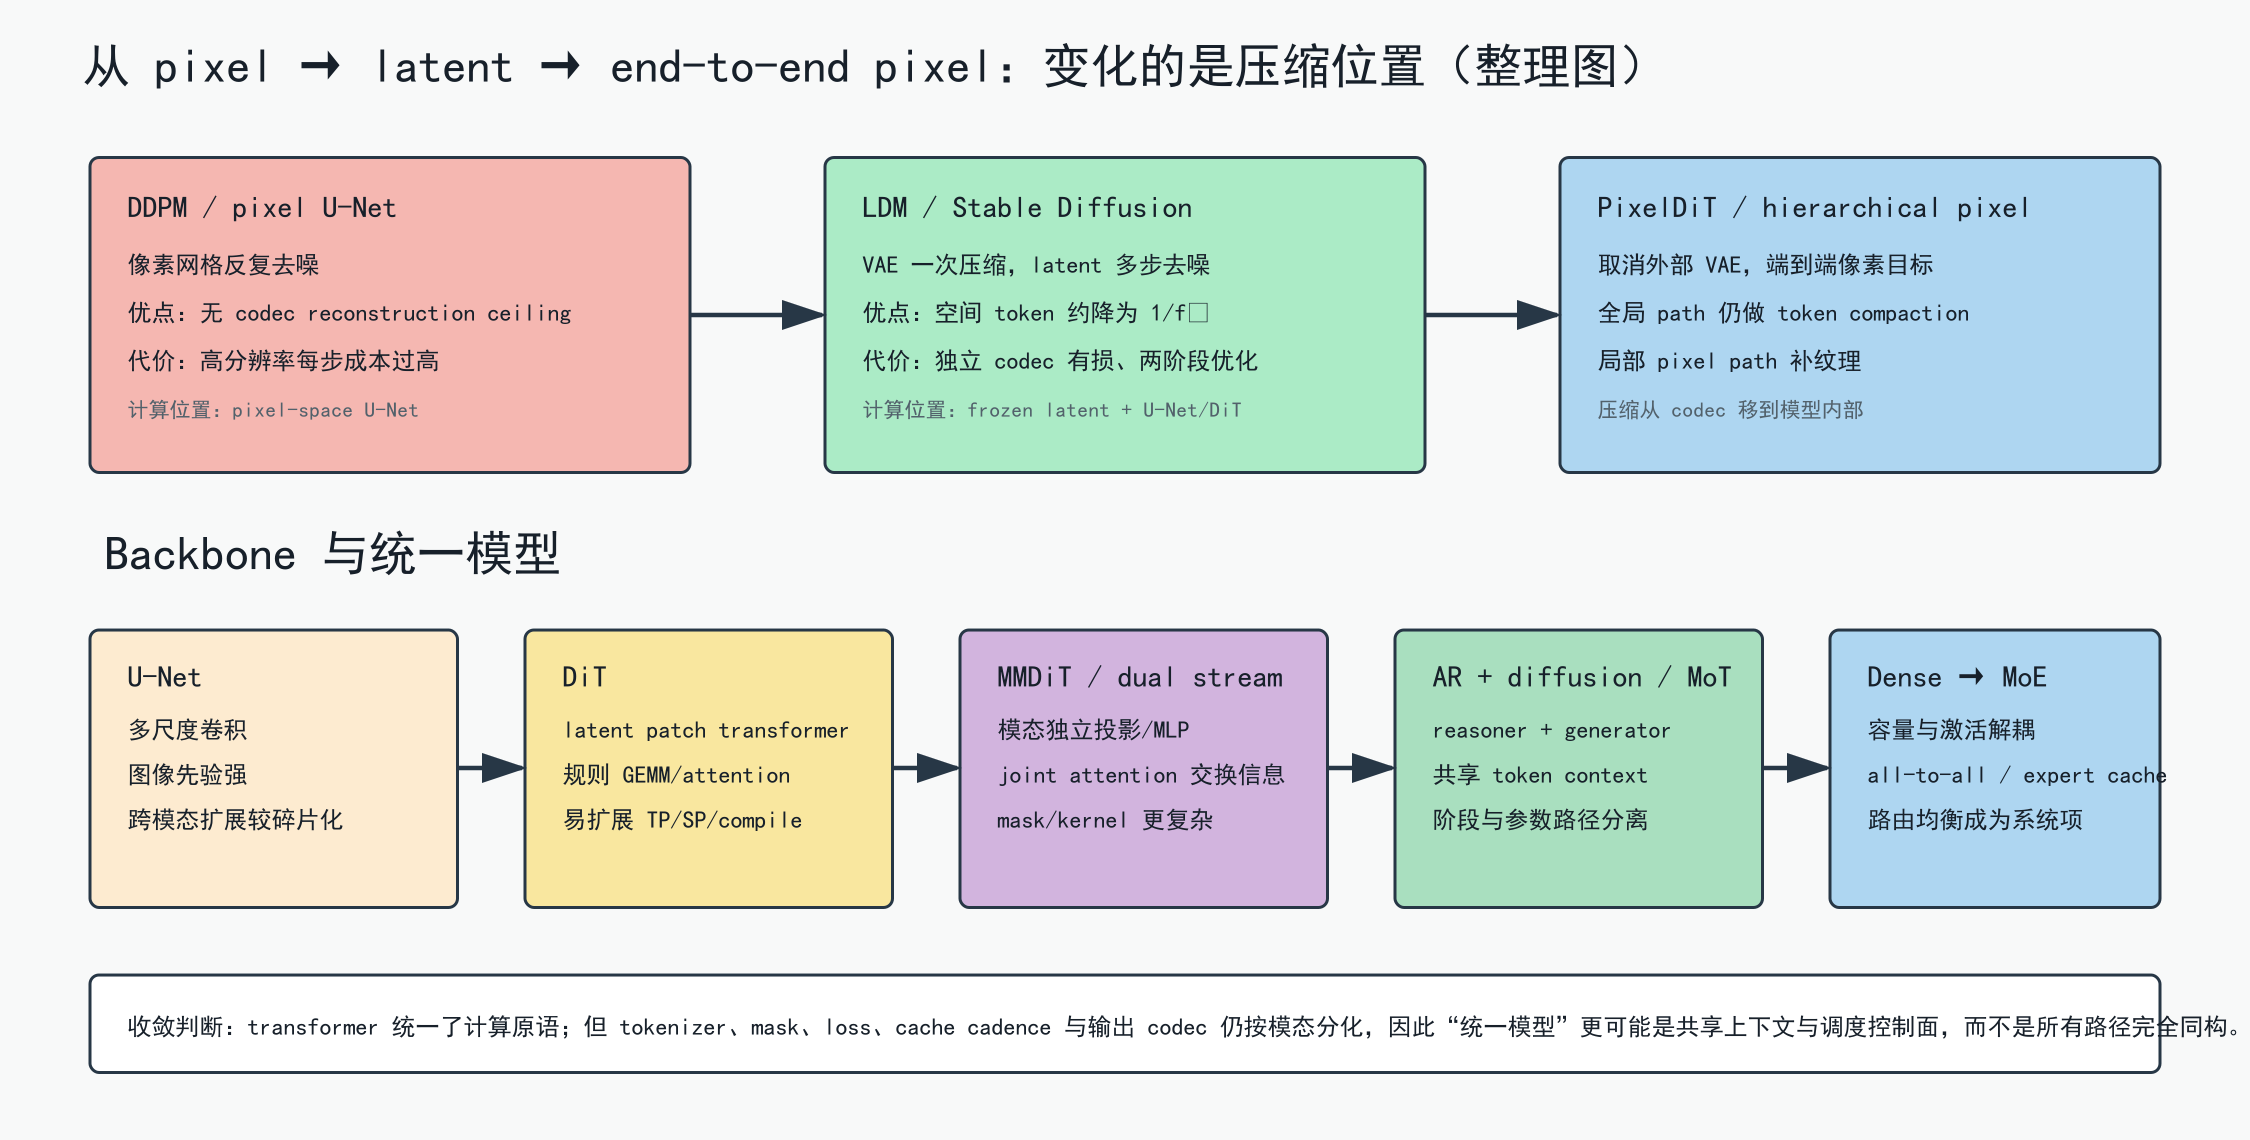 从 pixel → latent → end-to-end pixel：变化的是压缩位置（整理图）
DDPM / pixel U-Net
像素网格反复去噪
优点：无 codec reconstruction ceiling
代价：高分辨率每步成本过高
计算位置：pixel-space U-Net
LDM / Stable Diffusion
VAE 一次压缩，latent 多步去噪
优点：空间 token 约降为 1/f□
代价：独立 codec 有损、两阶段优化
计算位置：frozen latent + U-Net/DiT
PixelDiT / hierarchical pixel
取消外部 VAE，端到端像素目标
全局 path 仍做 token compaction
局部 pixel path 补纹理
压缩从 codec 移到模型内部
Backbone 与统一模型
U-Net
多尺度卷积
图像先验强
跨模态扩展较碎片化
DiT
latent patch transformer
规则 GEMM/attention
易扩展 TP/SP/compile
MMDiT / dual stream
模态独立投影/MLP
joint attention 交换信息
mask/kernel 更复杂
AR + diffusion / MoT
reasoner + generator
共享 token context
阶段与参数路径分离
Dense → MoE
容量与激活解耦
all-to-all / expert cache
路由均衡成为系统项
收敛判断：transformer 统一了计算原语；但 tokenizer、mask、loss、cache cadence 与输出 codec 仍按模态分化，因此“统一模型”更可能是共享上下文与调度控制面，而不是所有路径完全同构。